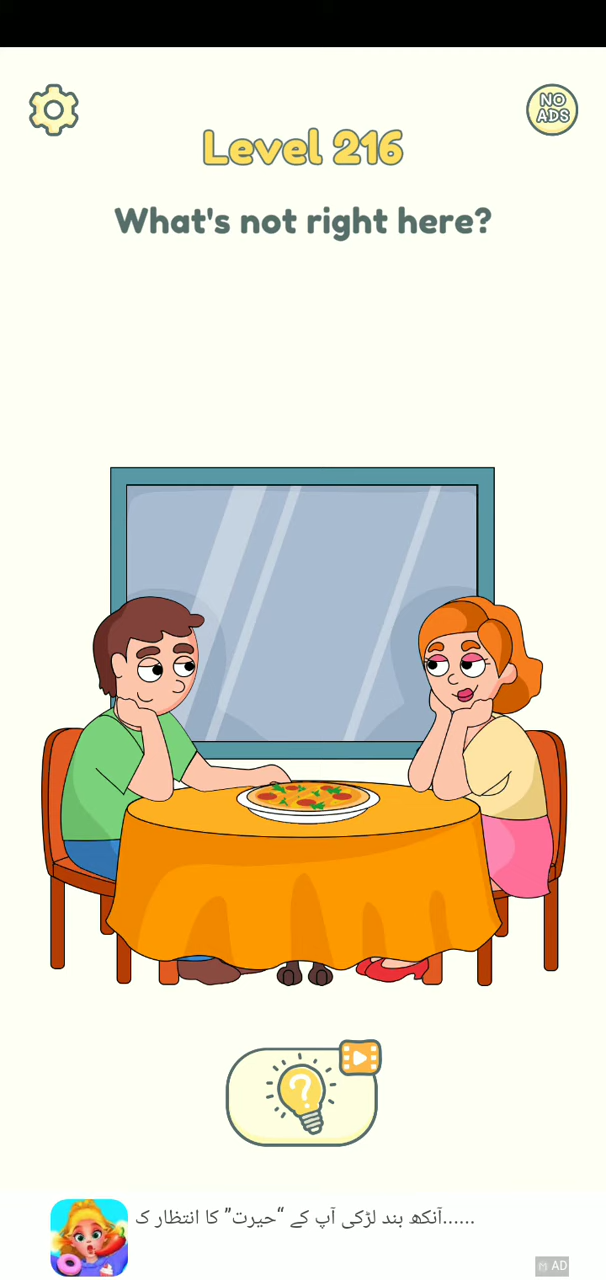 NO
ADS
Level 216
What's not right here?
?
آنکھ بند لڑکی آپ کے “حیرت” کا انتظار ک......
AD